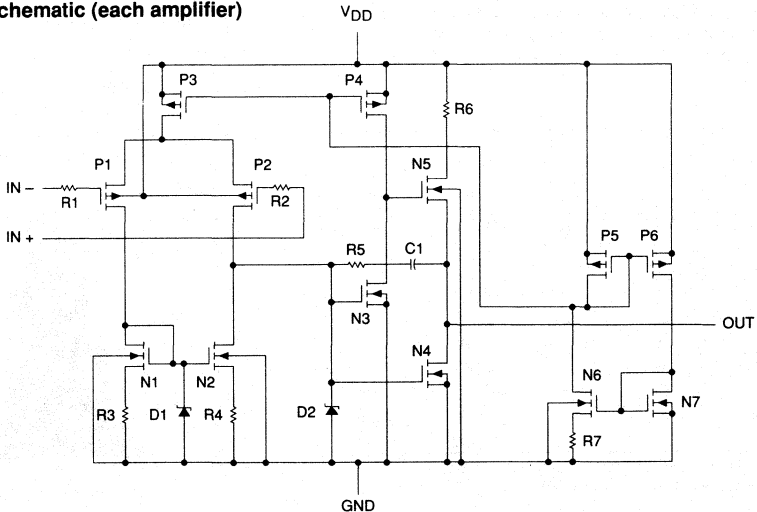 chematic (each amplifier)
VDD
P3
P4
R6
P1
P2
N5
IN −
R1
R2
IN +
R5
C1
P5
P6
N3
OUT
N4
N1
N2
N6
N7
R3
D1
R4
D2
R7
GND